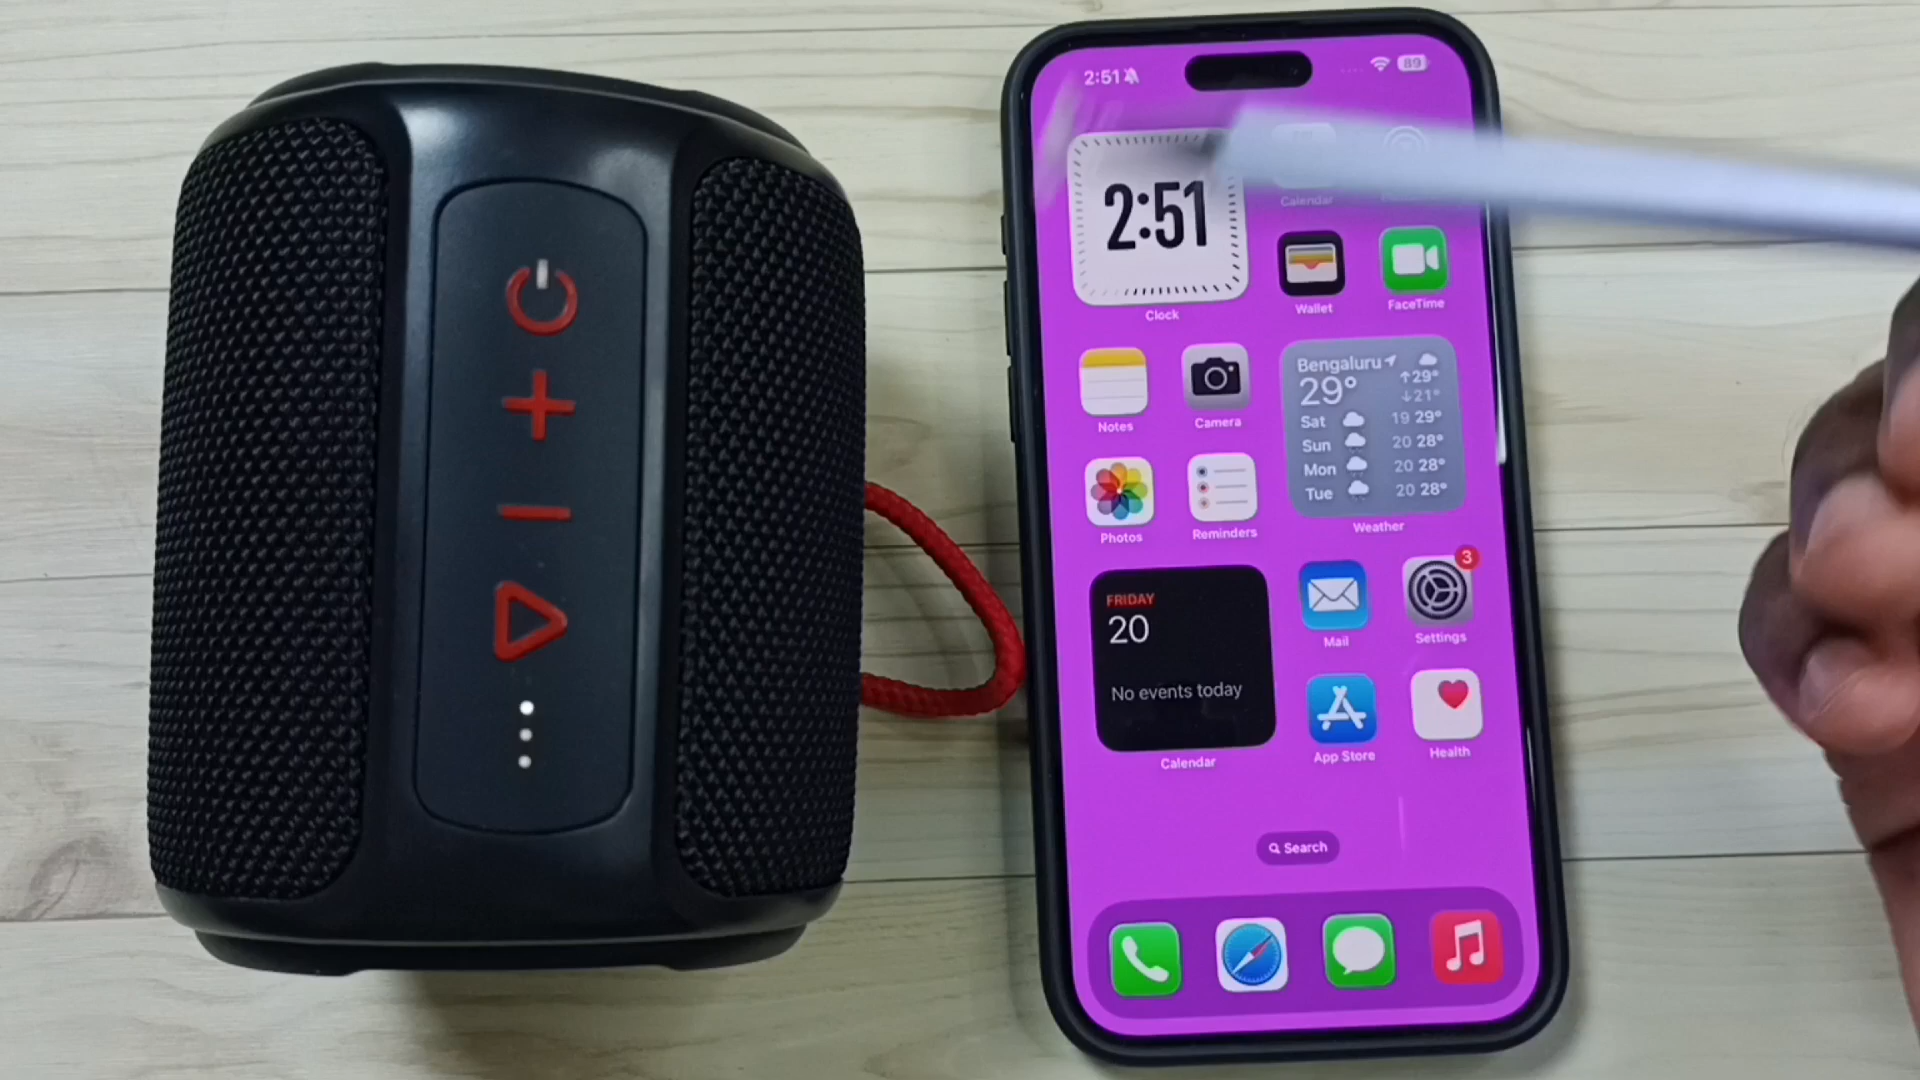 2:51
89
2:51
Clock
Calendar
Wallet
FaceTime
Notes
Camera
Bengaluru
29°
↑29°
↓21°
Sat 19 29°
Sun 20 28°
Mon 20 28°
Tue 20 28°
Weather
Photos
Reminders
FRIDAY
20
No events today
Calendar
Mail
3
Settings
App Store
Health
Search